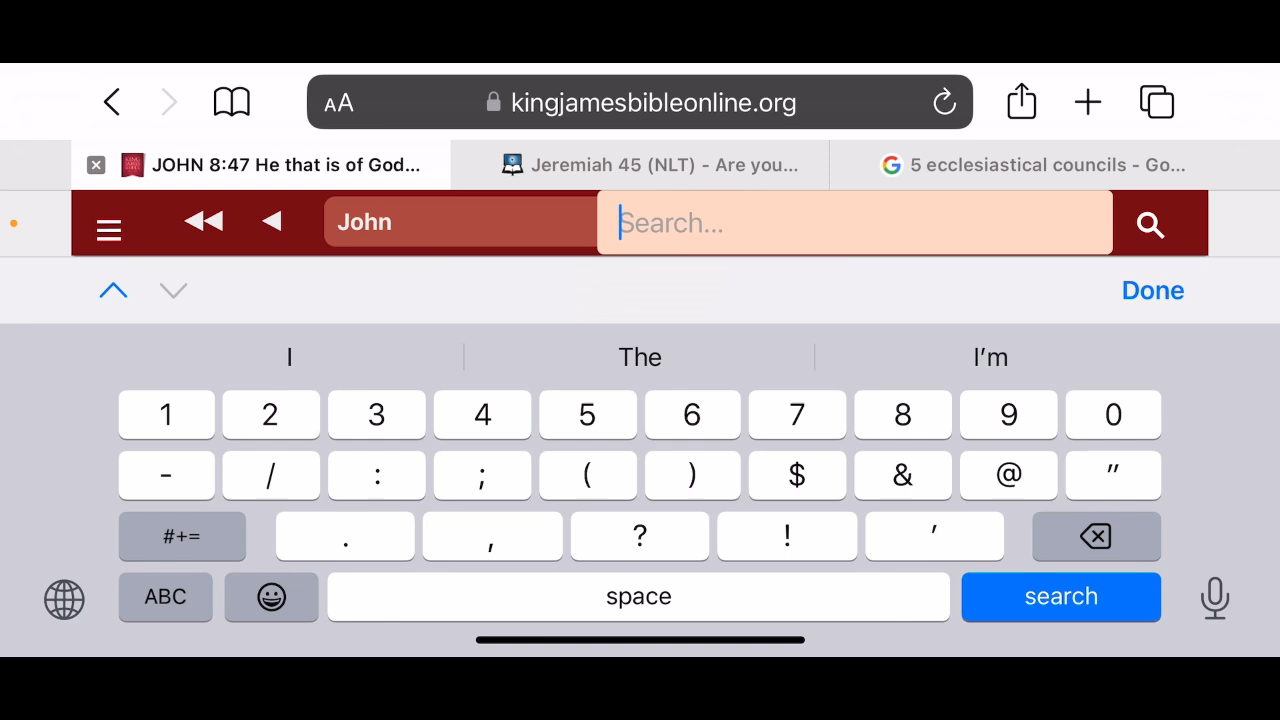 AA kingjamesbibleonline.org
JOHN 8:47 He that is of God... Jeremiah 45 (NLT) - Are you... 5 ecclesiastical councils - Go...
John Search...
Done
I The I’m
1 2 3 4 5 6 7 8 9 0
- / : ; ( ) $ & @ ”
#+= . , ? ! ’
ABC space search